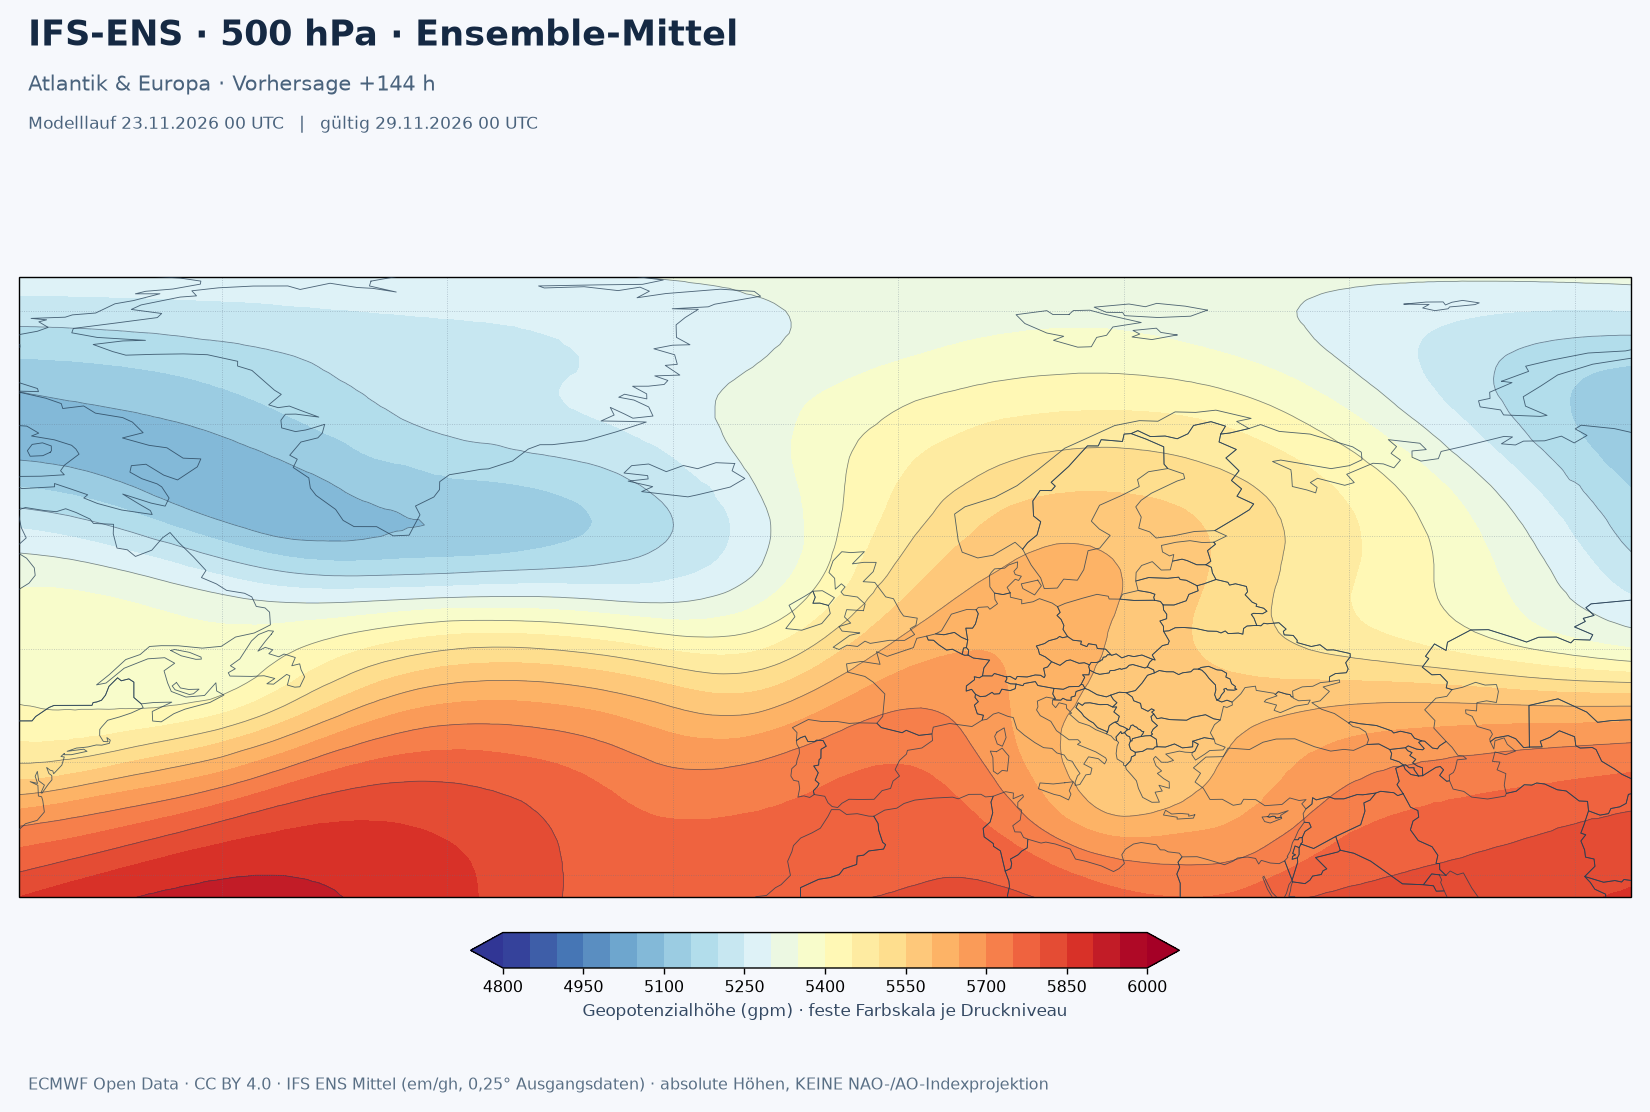 IFS-ENS · 500 hPa · Ensemble-Mittel
Atlantik & Europa · Vorhersage +144 h
Modelllauf 23.11.2026 00 UTC | gültig 29.11.2026 00 UTC
4800 4950 5100 5250 5400 5550 5700 5850 6000
Geopotenzialhöhe (gpm) · feste Farbskala je Druckniveau
ECMWF Open Data · CC BY 4.0 · IFS ENS Mittel (em/gh, 0,25° Ausgangsdaten) · absolute Höhen, KEINE NAO-/AO-Indexprojektion